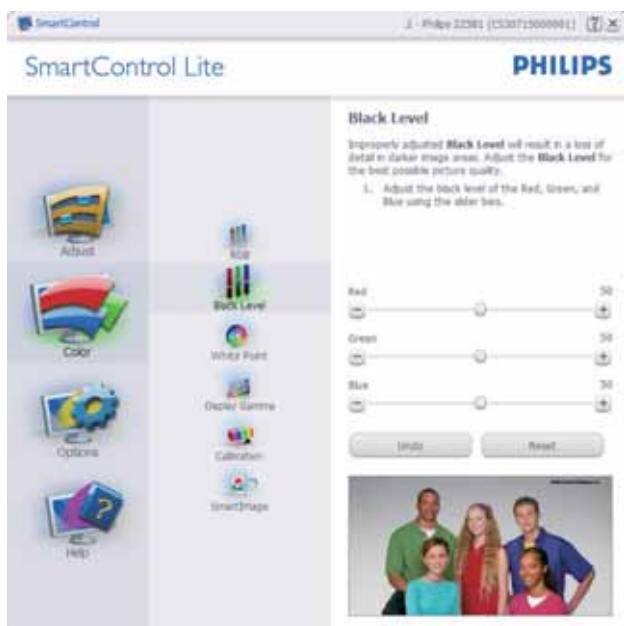 SmartControl
SmartControl Lite
PHILIPS
Adjust
Color
Options
Help
RGB
Black Level
White Point
Display Gamma
Calibration
SmartImage
Black Level
Improperly adjusted Black Level will result in a loss of
detail in darker image areas. Adjust the Black Level for
the best possible picture quality.
1. Adjust the black level of the Red, Green, and
Blue using the slider bars.
Red 50
Green 50
Blue 50
Undo Reset